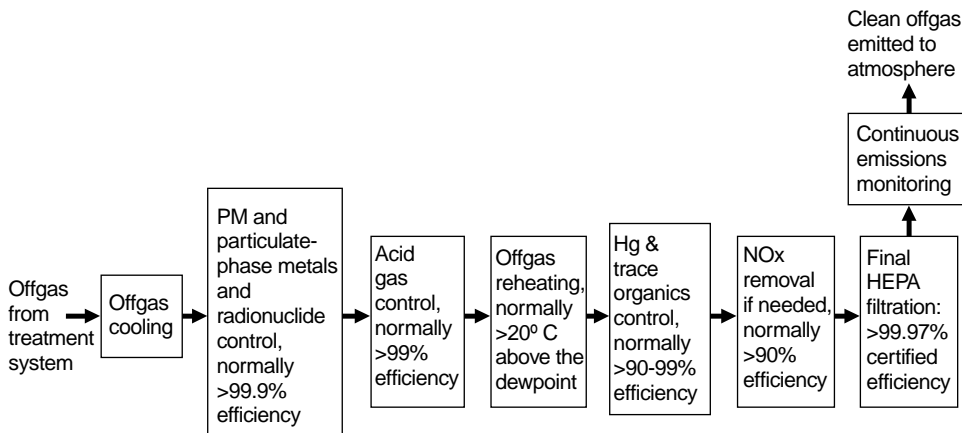 Offgas
from
treatment
system
Offgas
cooling
PM and
particulate-
phase metals
and
radionuclide
control,
normally
>99.9%
efficiency
Acid
gas
control,
normally
>99%
efficiency
Offgas
reheating,
normally
>20º C
above the
dewpoint
Hg &
trace
organics
control,
normally
>90-99%
efficiency
NOx
removal
if needed,
normally
>90%
efficiency
Final
HEPA
filtration:
>99.97%
certified
efficiency
Continuous
emissions
monitoring
Clean offgas
emitted to
atmosphere